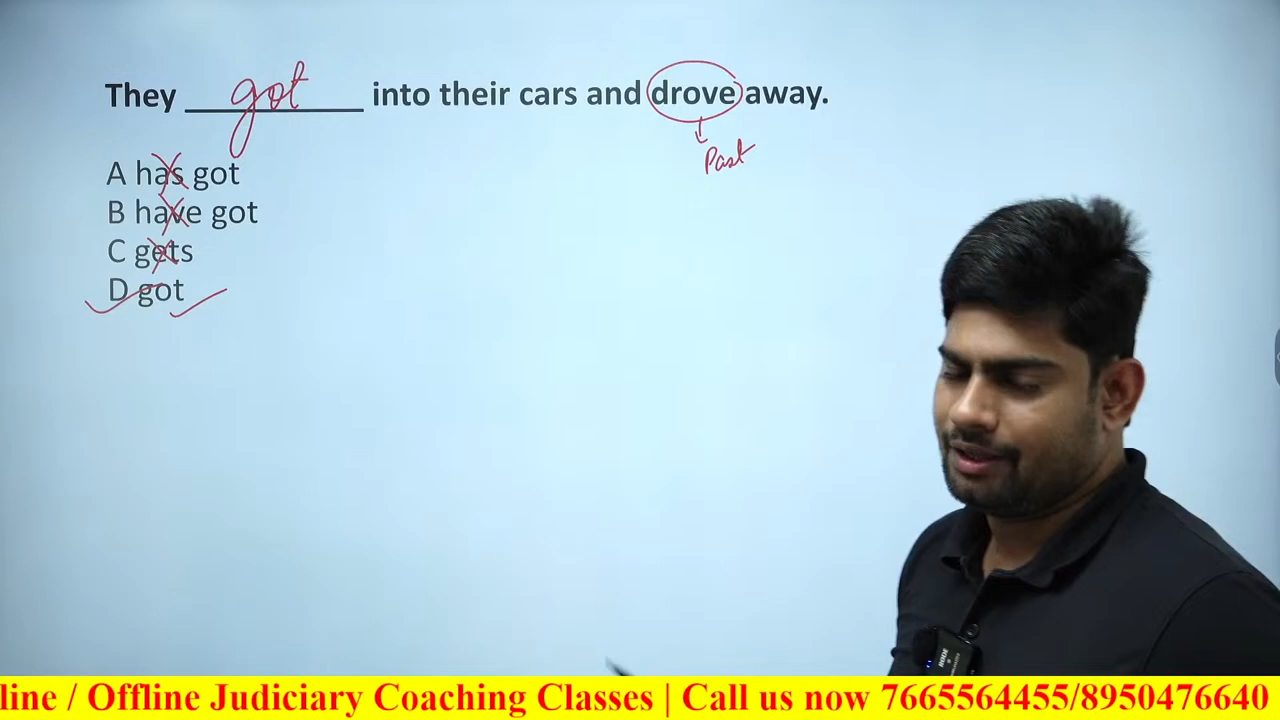 They got into their cars and drove away.
Past
A has got
B have got
C gets
D got
line / Offline Judiciary Coaching Classes | Call us now 7665564455/8950476640